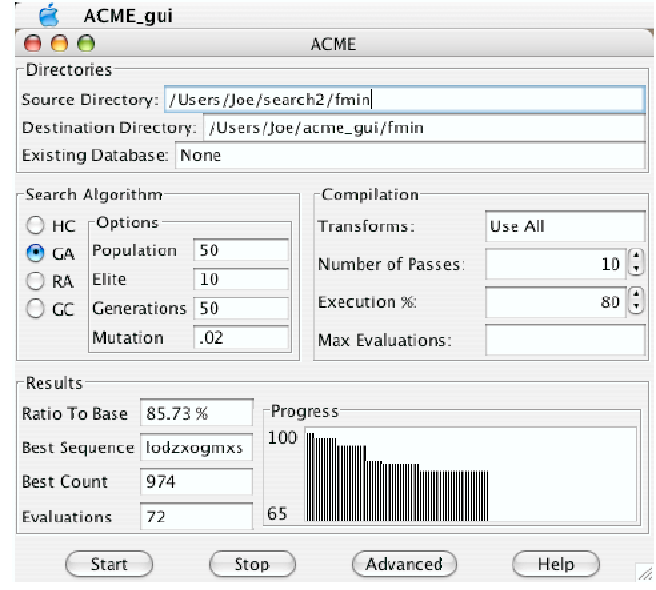 ACME_gui
ACME
Directories
Source Directory: /Users/Joe/search2/fmin
Destination Directory: /Users/Joe/acme_gui/fmin
Existing Database: None
Search Algorithm
HC
GA
RA
GC
Options
Population 50
Elite 10
Generations 50
Mutation .02
Compilation
Transforms: Use All
Number of Passes: 10
Execution %: 80
Max Evaluations:
Results
Ratio To Base 85.73 %
Best Sequence lodzxogmxs
Best Count 974
Evaluations 72
Progress
100
65
Start Stop Advanced Help